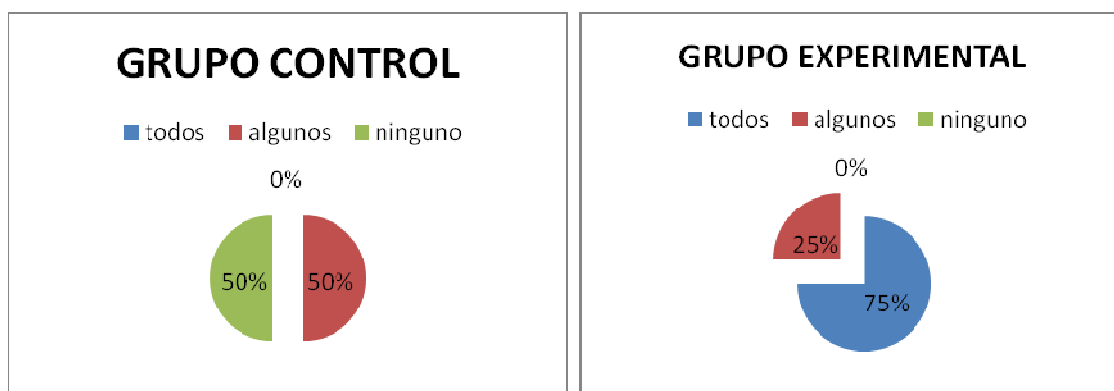 GRUPO CONTROL
todos algunos ninguno
0%
50% 50%
GRUPO EXPERIMENTAL
todos algunos ninguno
0%
25%
75%